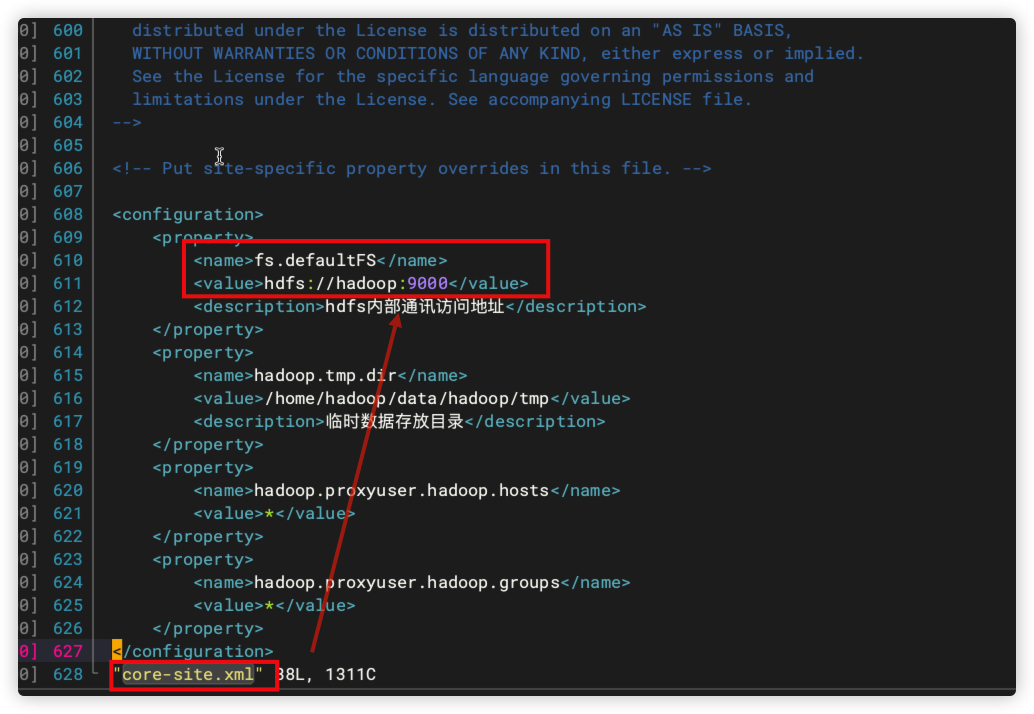 0] 600 distributed under the License is distributed on an "AS IS" BASIS,
0] 601 WITHOUT WARRANTIES OR CONDITIONS OF ANY KIND, either express or implied.
0] 602 See the License for the specific language governing permissions and
0] 603 limitations under the License. See accompanying LICENSE file.
0] 604 -->
0] 605
0] 606 <!-- Put site-specific property overrides in this file. -->
0] 607
0] 608 <configuration>
0] 609 <property>
0] 610 <name>fs.defaultFS</name>
0] 611 <value>hdfs://hadoop:9000</value>
0] 612 <description>hdfs内部通讯访问地址</description>
0] 613 </property>
0] 614 <property>
0] 615 <name>hadoop.tmp.dir</name>
0] 616 <value>/home/hadoop/data/hadoop/tmp</value>
0] 617 <description>临时数据存放目录</description>
0] 618 </property>
0] 619 <property>
0] 620 <name>hadoop.proxyuser.hadoop.hosts</name>
0] 621 <value>*</value>
0] 622 </property>
0] 623 <property>
0] 624 <name>hadoop.proxyuser.hadoop.groups</name>
0] 625 <value>*</value>
0] 626 </property>
0] 627 </configuration>
0] 628 "core-site.xml" 38L, 1311C